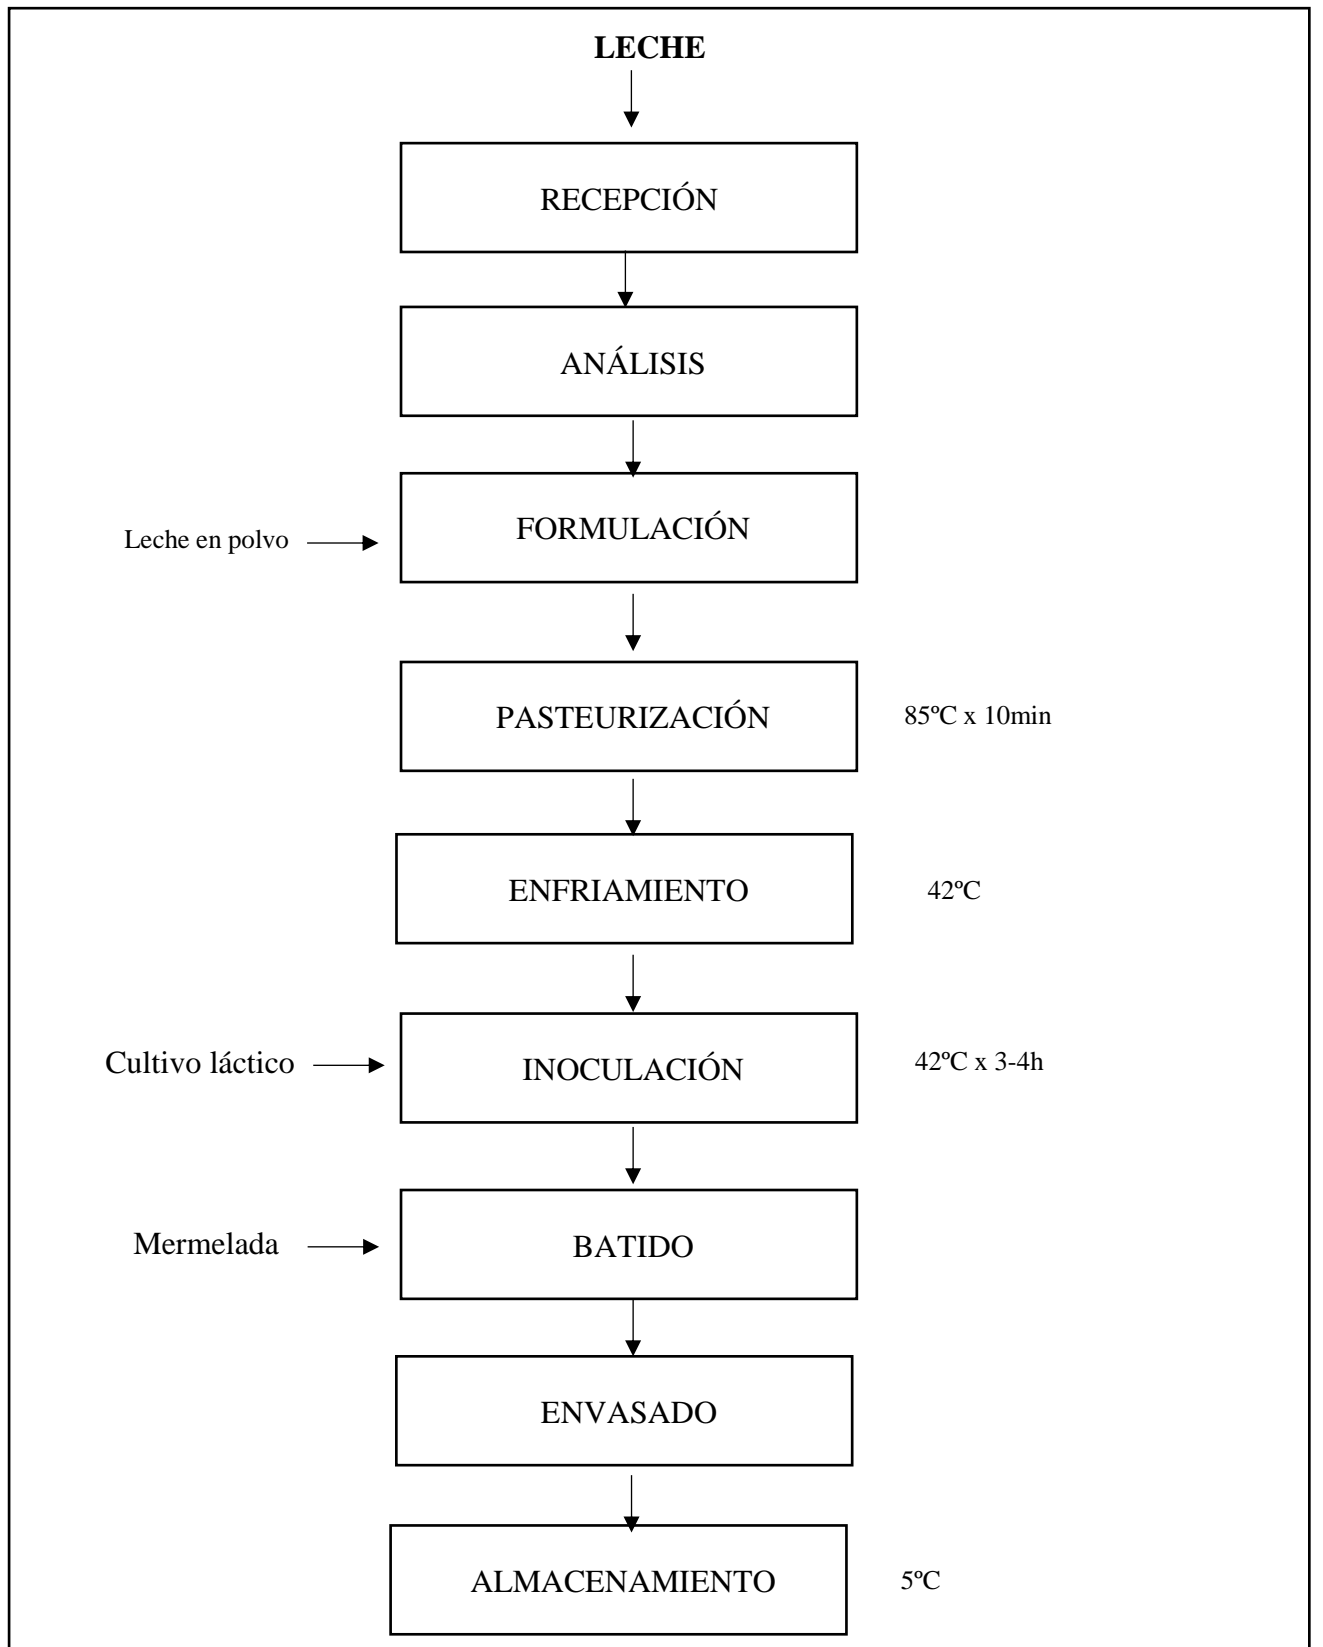 LECHE
RECEPCIÓN
ANÁLISIS
FORMULACIÓN
Leche en polvo
PASTEURIZACIÓN
85ºC x 10min
ENFRIAMIENTO
42ºC
Cultivo láctico
INOCULACIÓN
42ºC x 3-4h
Mermelada
BATIDO
ENVASADO
ALMACENAMIENTO
5ºC